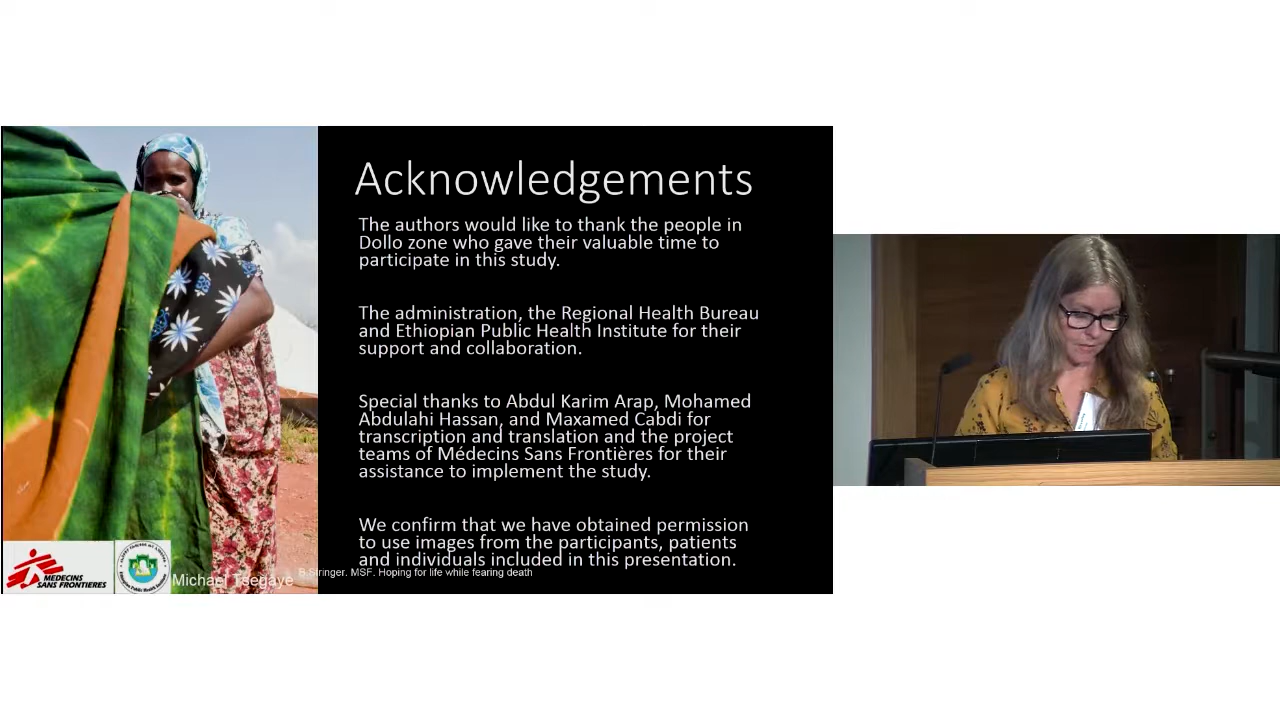 Acknowledgements
The authors would like to thank the people in
Dollo zone who gave their valuable time to
participate in this study.
The administration, the Regional Health Bureau
and Ethiopian Public Health Institute for their
support and collaboration.
Special thanks to Abdul Karim Arap, Mohamed
Abdulahi Hassan, and Maxamed Cabdi for
transcription and translation and the project
teams of Médecins Sans Frontières for their
assistance to implement the study.
We confirm that we have obtained permission
to use images from the participants, patients
and individuals included in this presentation.
B.Stringer. MSF. Hoping for life while fearing death
MEDECINS
SANS FRONTIERES
Michael Tsegaye